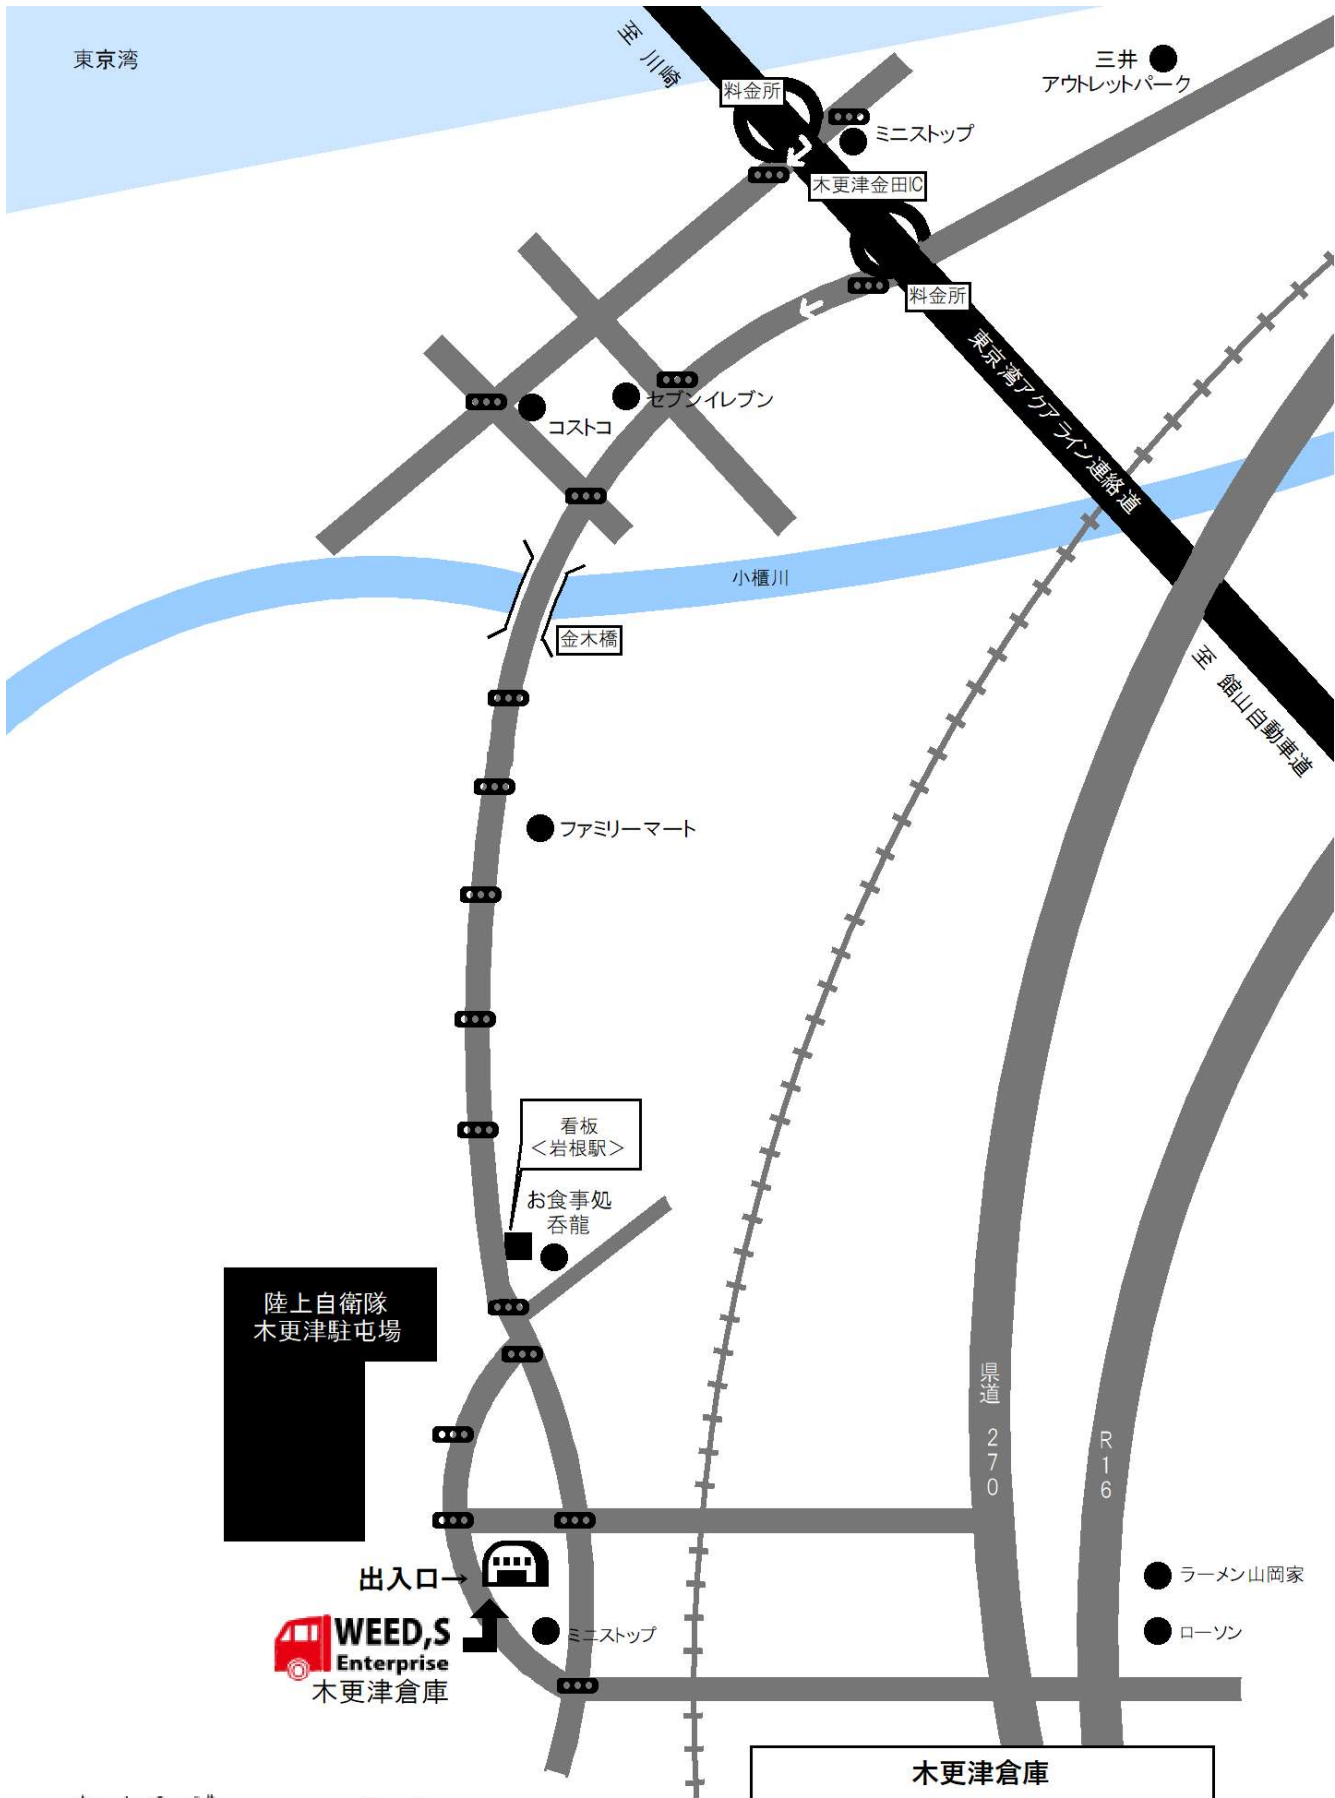 東京湾
至 川崎
料金所
三井
アウトレットパーク
ミニストップ
木更津金田IC
料金所
東京湾アクアライン連絡道
セブンイレブン
コストコ
小櫃川
金木橋
至 館山自動車道
ファミリーマート
看板
<岩根駅>
お食事処
呑龍
陸上自衛隊
木更津駐屯場
県道 270
R16
出入口→
WEED,S
Enterprise
木更津倉庫
ミニストップ
ラーメン山岡家
ローソン
木更津倉庫